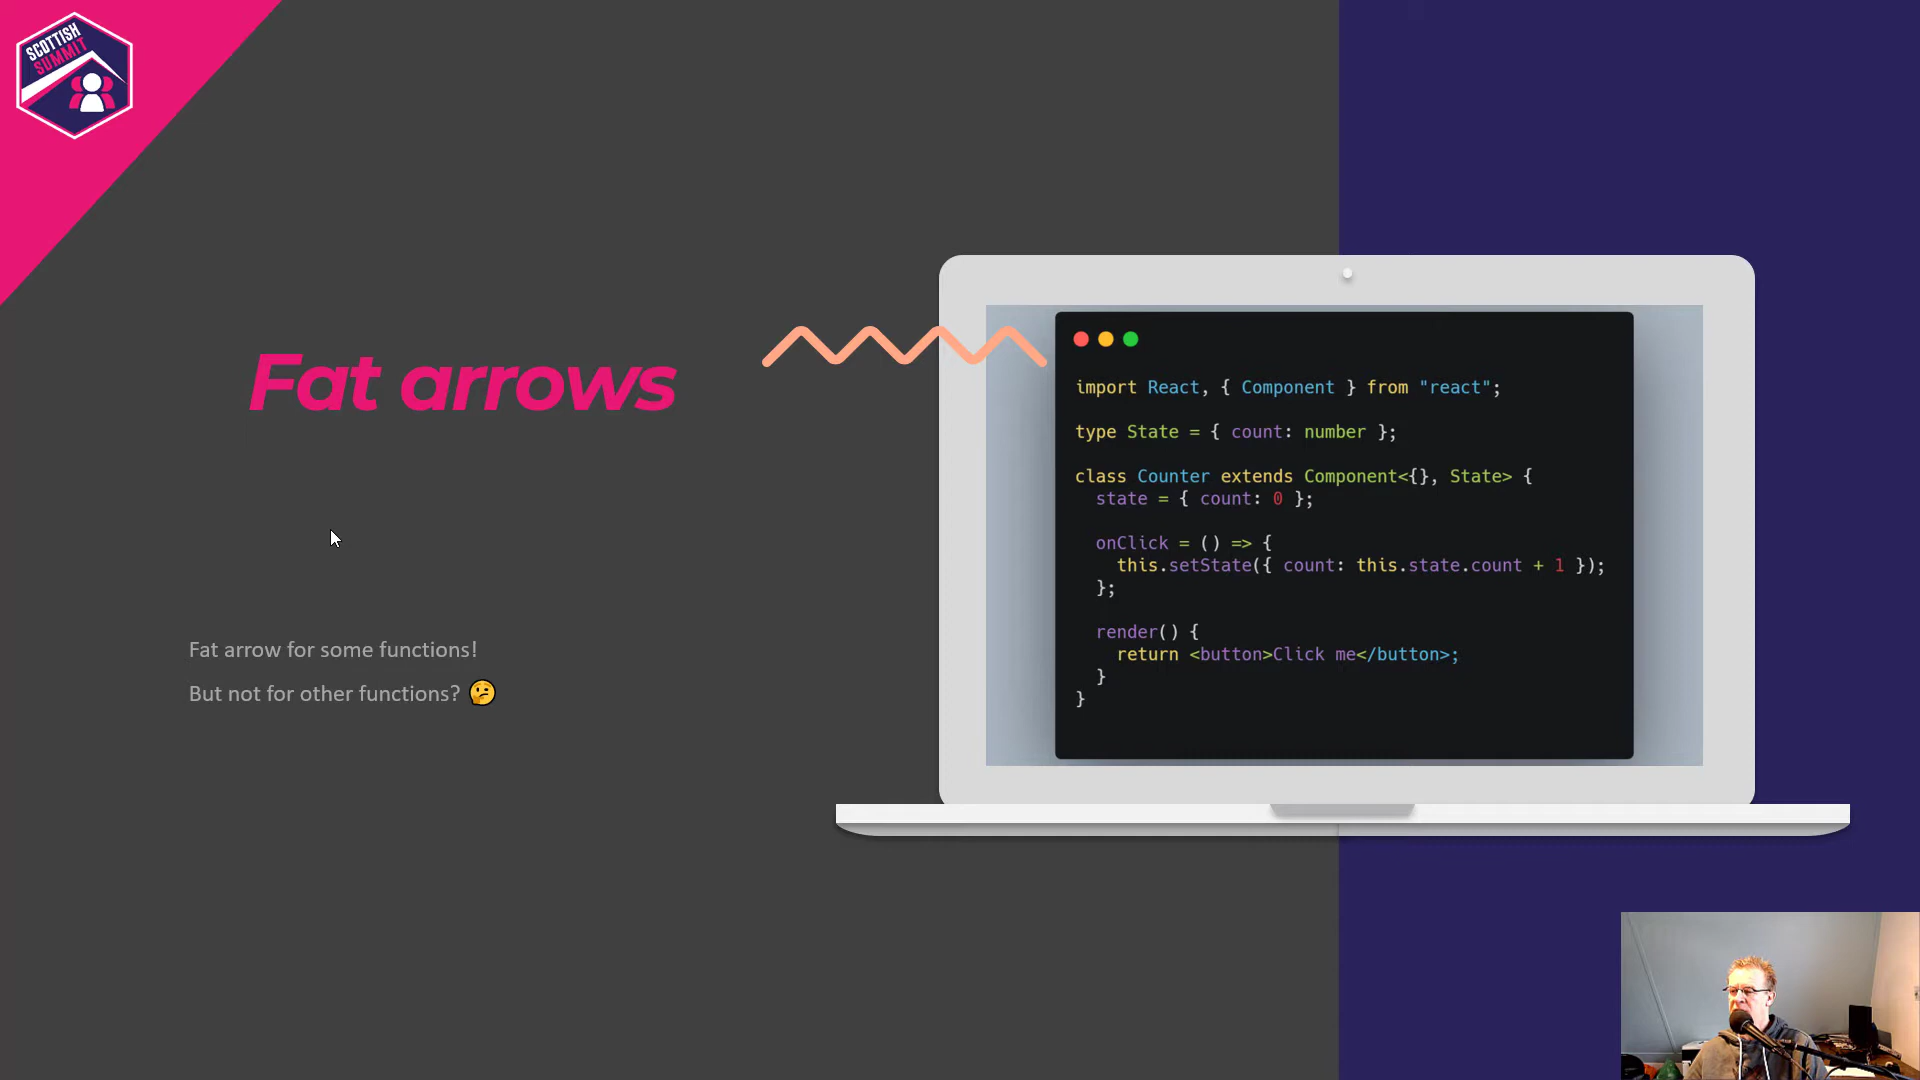 SCOTTISH
SUMMIT
Fat arrows
Fat arrow for some functions!
But not for other functions? 🤔
import React, { Component } from "react";
type State = { count: number };
class Counter extends Component<{}, State> {
  state = { count: 0 };
  onClick = () => {
    this.setState({ count: this.state.count + 1 });
  };
  render() {
    return <button>Click me</button>;
  }
}